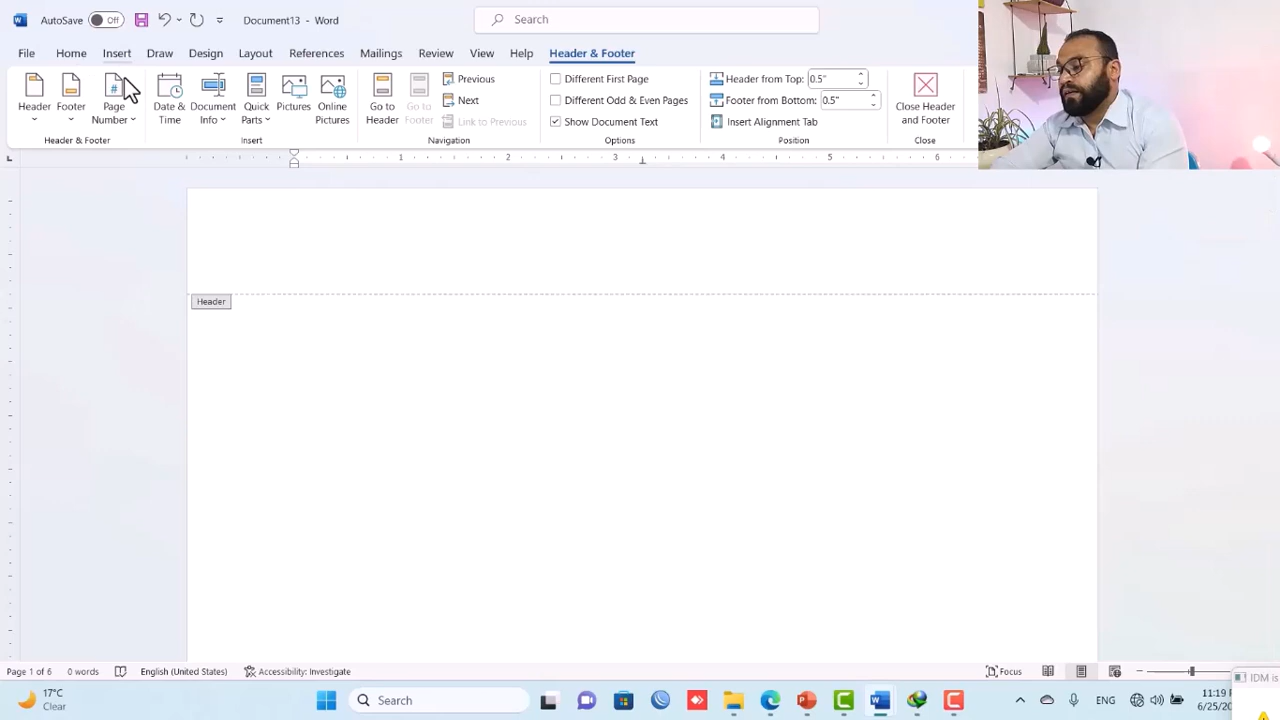 AutoSave Off Document13 - Word Search
File Home Insert Draw Design Layout References Mailings Review View Help Header & Footer
Header Footer Page Number
Date & Time Document Info Quick Parts Pictures Online Pictures
Go to Header Go to Footer
Previous
Next
Link to Previous
Different First Page
Different Odd & Even Pages
Show Document Text
Header from Top: 0.5"
Footer from Bottom: 0.5"
Insert Alignment Tab
Close Header and Footer
Header & Footer Insert Navigation Options Position Close
1 2 3 4 5 6
Header
Page 1 of 6 0 words English (United States) Accessibility: Investigate Focus
IDM is
17°C
Clear
Search
ENG
11:19
6/25/20